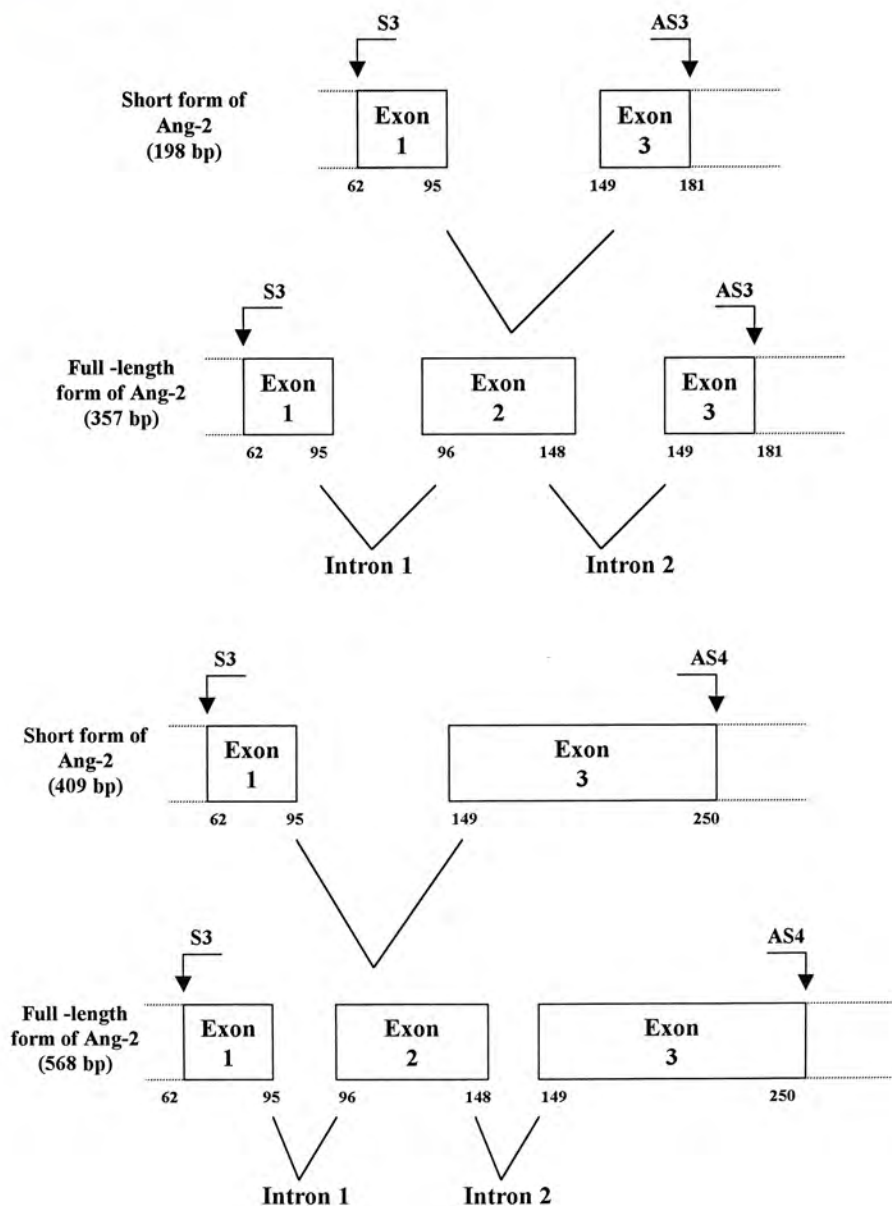 S3 AS3
Short form of
Ang-2
(198 bp)
Exon
1
Exon
3
62 95 149 181
S3 AS3
Full -length
form of Ang-2
(357 bp)
Exon
1
Exon
2
Exon
3
62 95 96 148 149 181
Intron 1 Intron 2
S3 AS4
Short form of
Ang-2
(409 bp)
Exon
1
Exon
3
62 95 149 250
S3 AS4
Full -length
form of Ang-2
(568 bp)
Exon
1
Exon
2
Exon
3
62 95 96 148 149 250
Intron 1 Intron 2